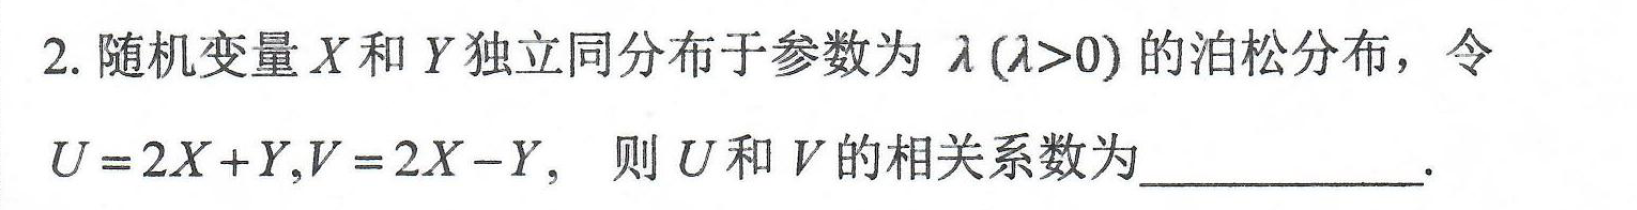 2. 随机变量 X 和 Y 独立同分布于参数为 λ (λ>0) 的泊松分布，令
U=2X+Y,V=2X-Y， 则 U 和 V 的相关系数为___________.